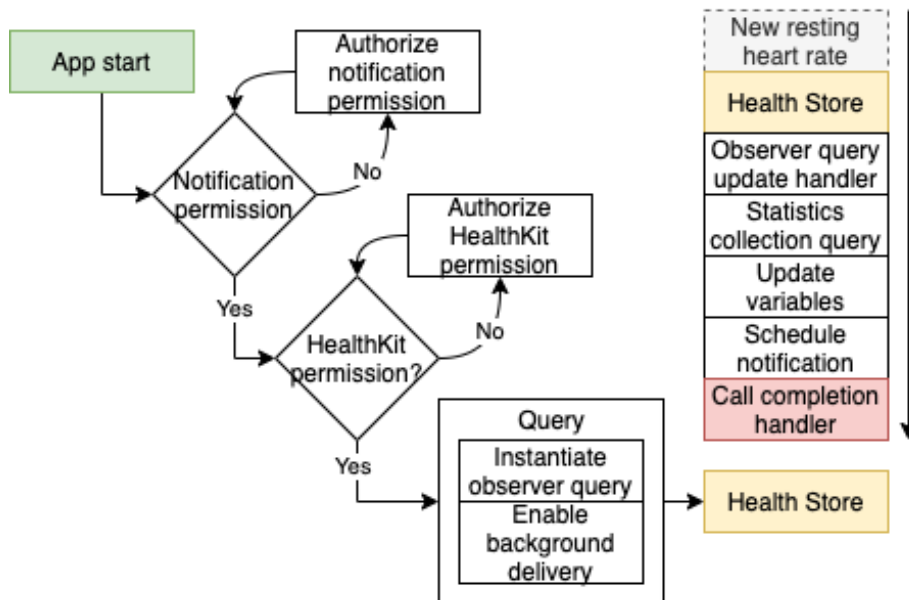 App start
Authorize
notification
permission
Notification
permission
No
Yes
Authorize
HealthKit
permission
HealthKit
permission?
No
Yes
Query
Instantiate
observer query
Enable
background
delivery
Health Store
New resting
heart rate
Health Store
Observer query
update handler
Statistics
collection query
Update
variables
Schedule
notification
Call completion
handler